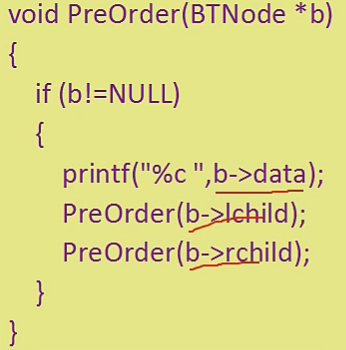 void PreOrder(BTNode *b)
{
if (b!=NULL)
{
printf("%c ",b->data);
PreOrder(b->lchild);
PreOrder(b->rchild);
}
}